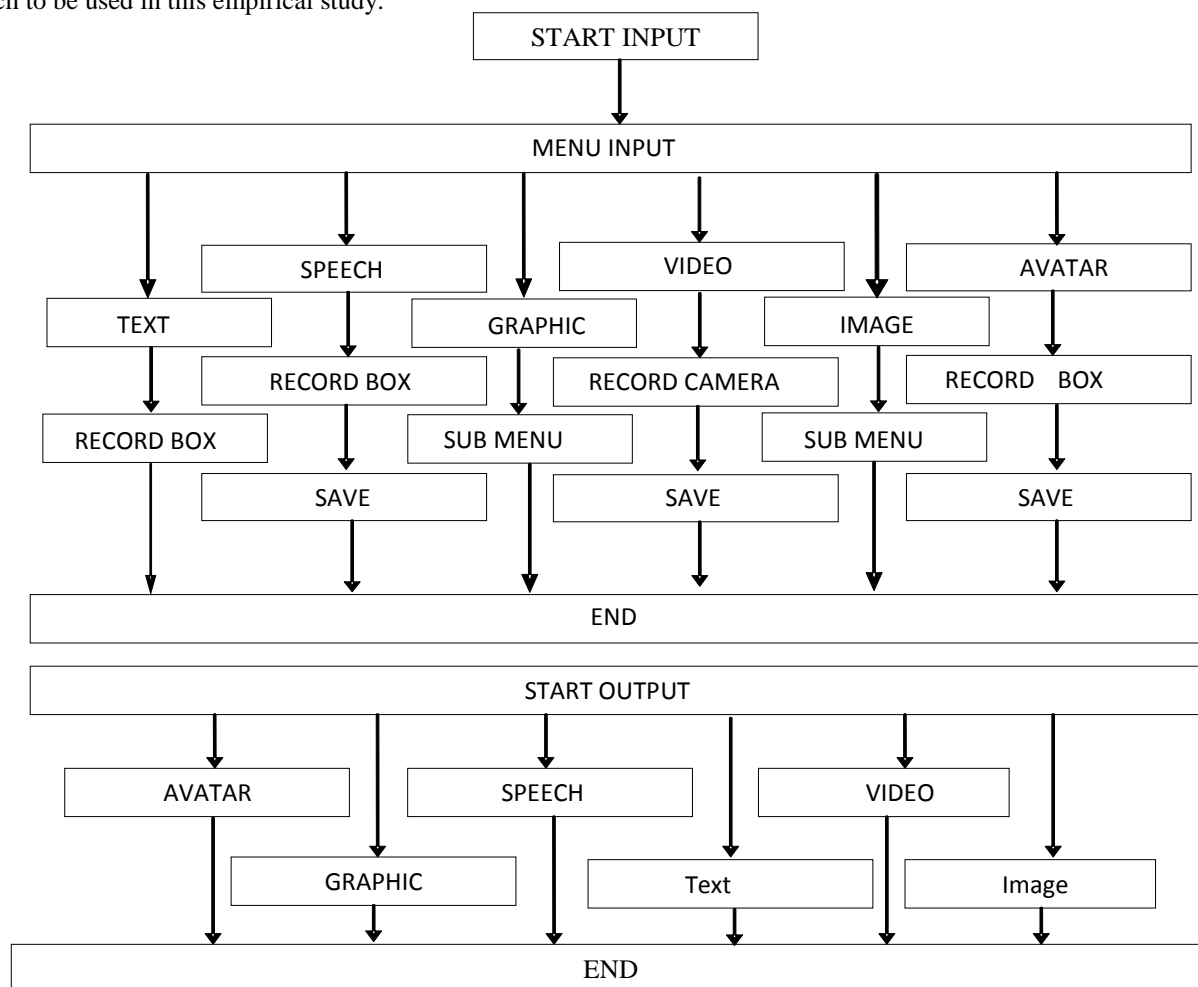 to be used in this empirical study.
START INPUT
MENU INPUT
SPEECH
VIDEO
AVATAR
TEXT
GRAPHIC
IMAGE
RECORD BOX
RECORD CAMERA
RECORD BOX
RECORD BOX
SUB MENU
SUB MENU
SAVE
SAVE
SAVE
END
START OUTPUT
AVATAR
SPEECH
VIDEO
GRAPHIC
Text
Image
END